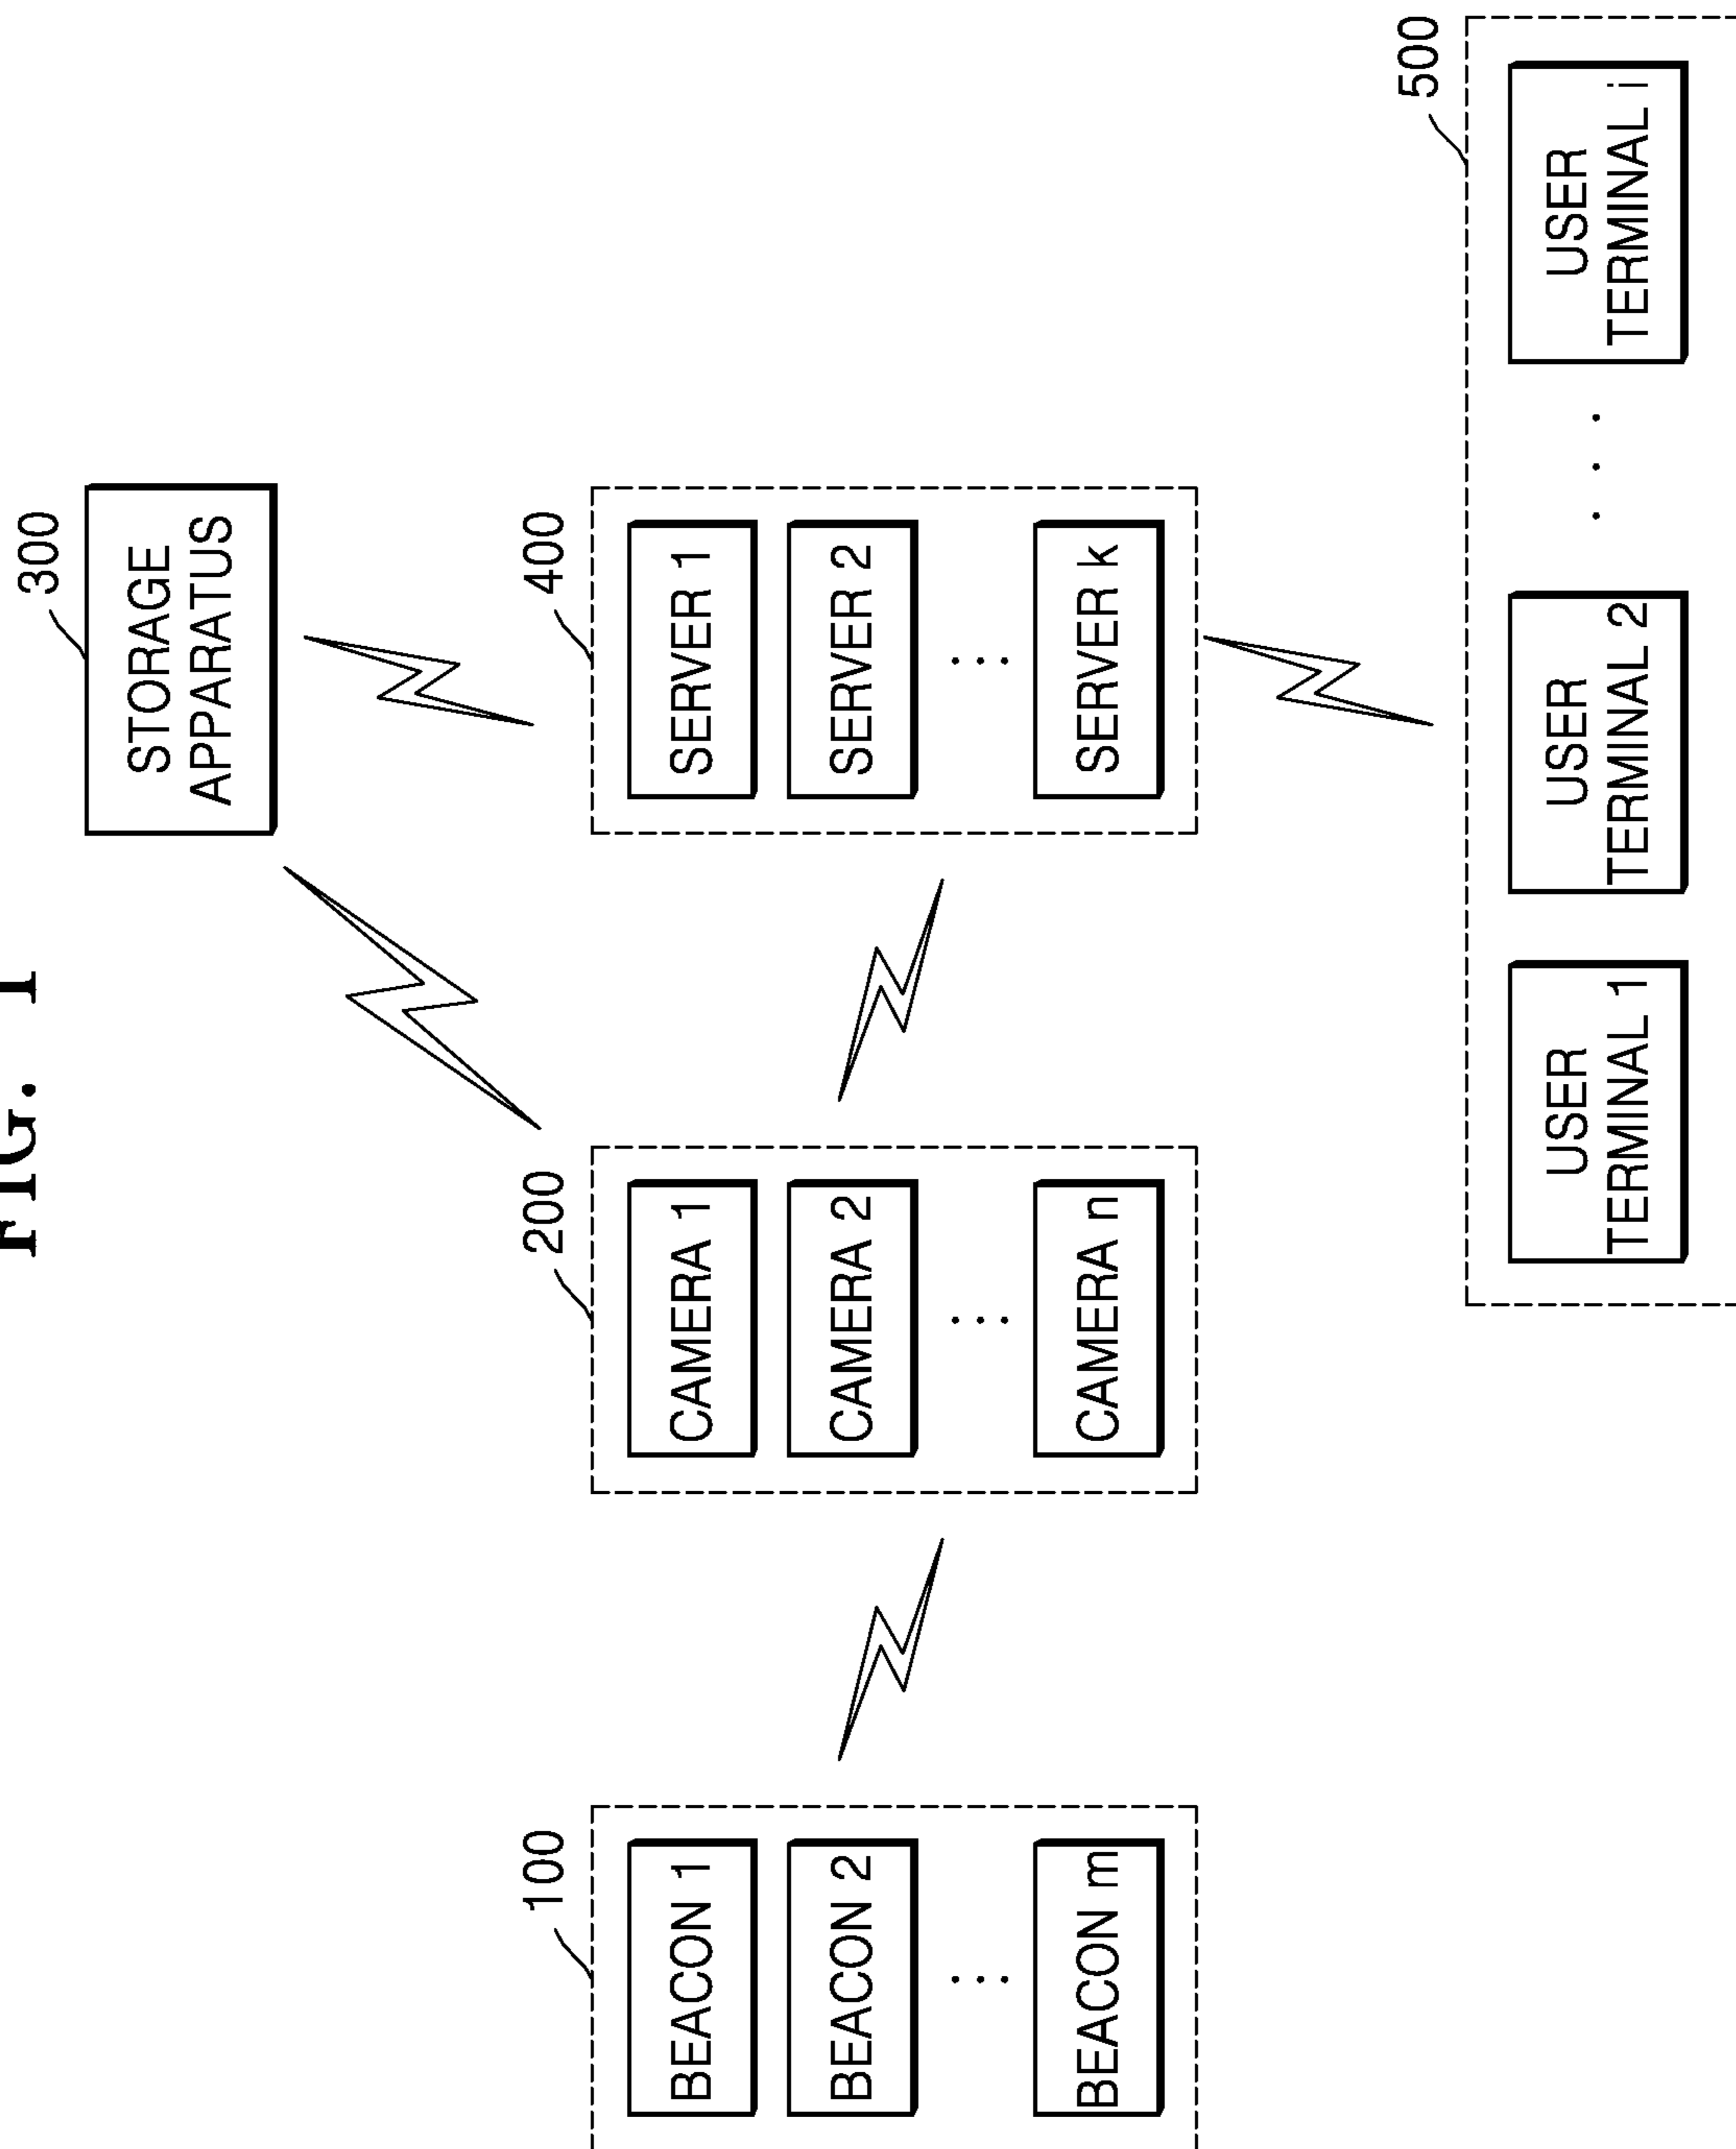 FIG. 1
300
STORAGE
APPARATUS
100
BEACON 1
BEACON 2
...
BEACON m
200
CAMERA 1
CAMERA 2
...
CAMERA n
400
SERVER 1
SERVER 2
...
SERVER k
500
USER
TERMINAL 1
USER
TERMINAL 2
...
USER
TERMINAL i